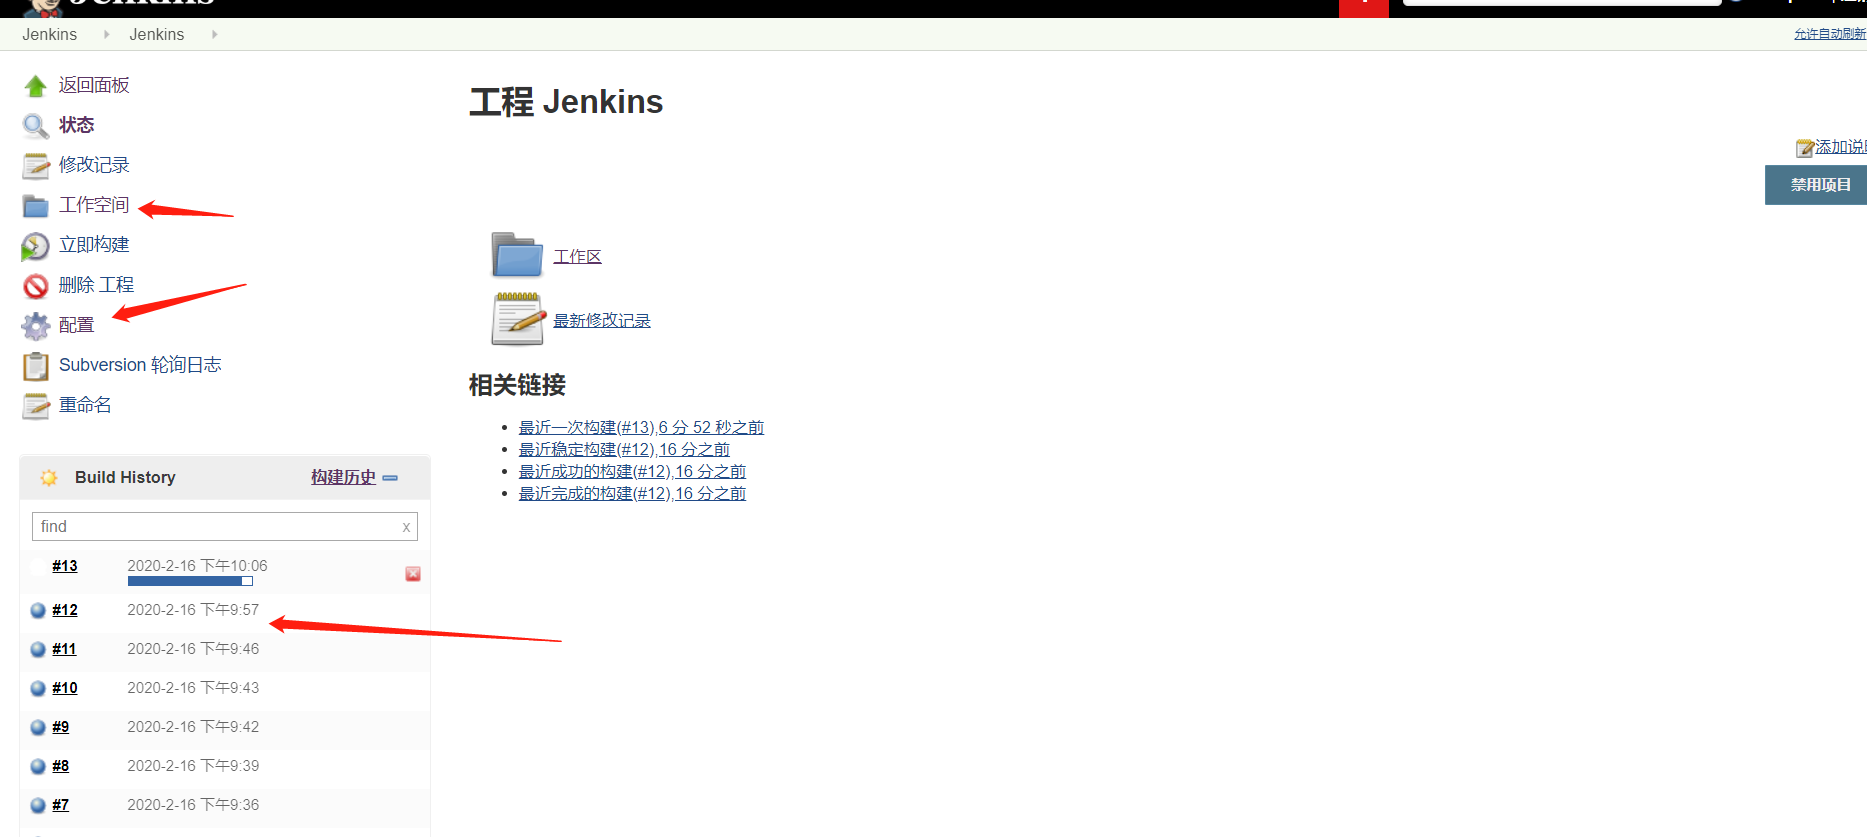 Jenkins
Jenkins Jenkins
允许自动刷新
返回面板
状态
修改记录
工作空间
立即构建
删除 工程
配置
Subversion 轮询日志
重命名
工程 Jenkins
添加说
禁用项目
工作区
最新修改记录
相关链接
最近一次构建(#13),6 分 52 秒之前
最近稳定构建(#12),16 分之前
最近成功的构建(#12),16 分之前
最近完成的构建(#12),16 分之前
Build History 构建历史
find x
#13 2020-2-16 下午10:06
#12 2020-2-16 下午9:57
#11 2020-2-16 下午9:46
#10 2020-2-16 下午9:43
#9 2020-2-16 下午9:42
#8 2020-2-16 下午9:39
#7 2020-2-16 下午9:36